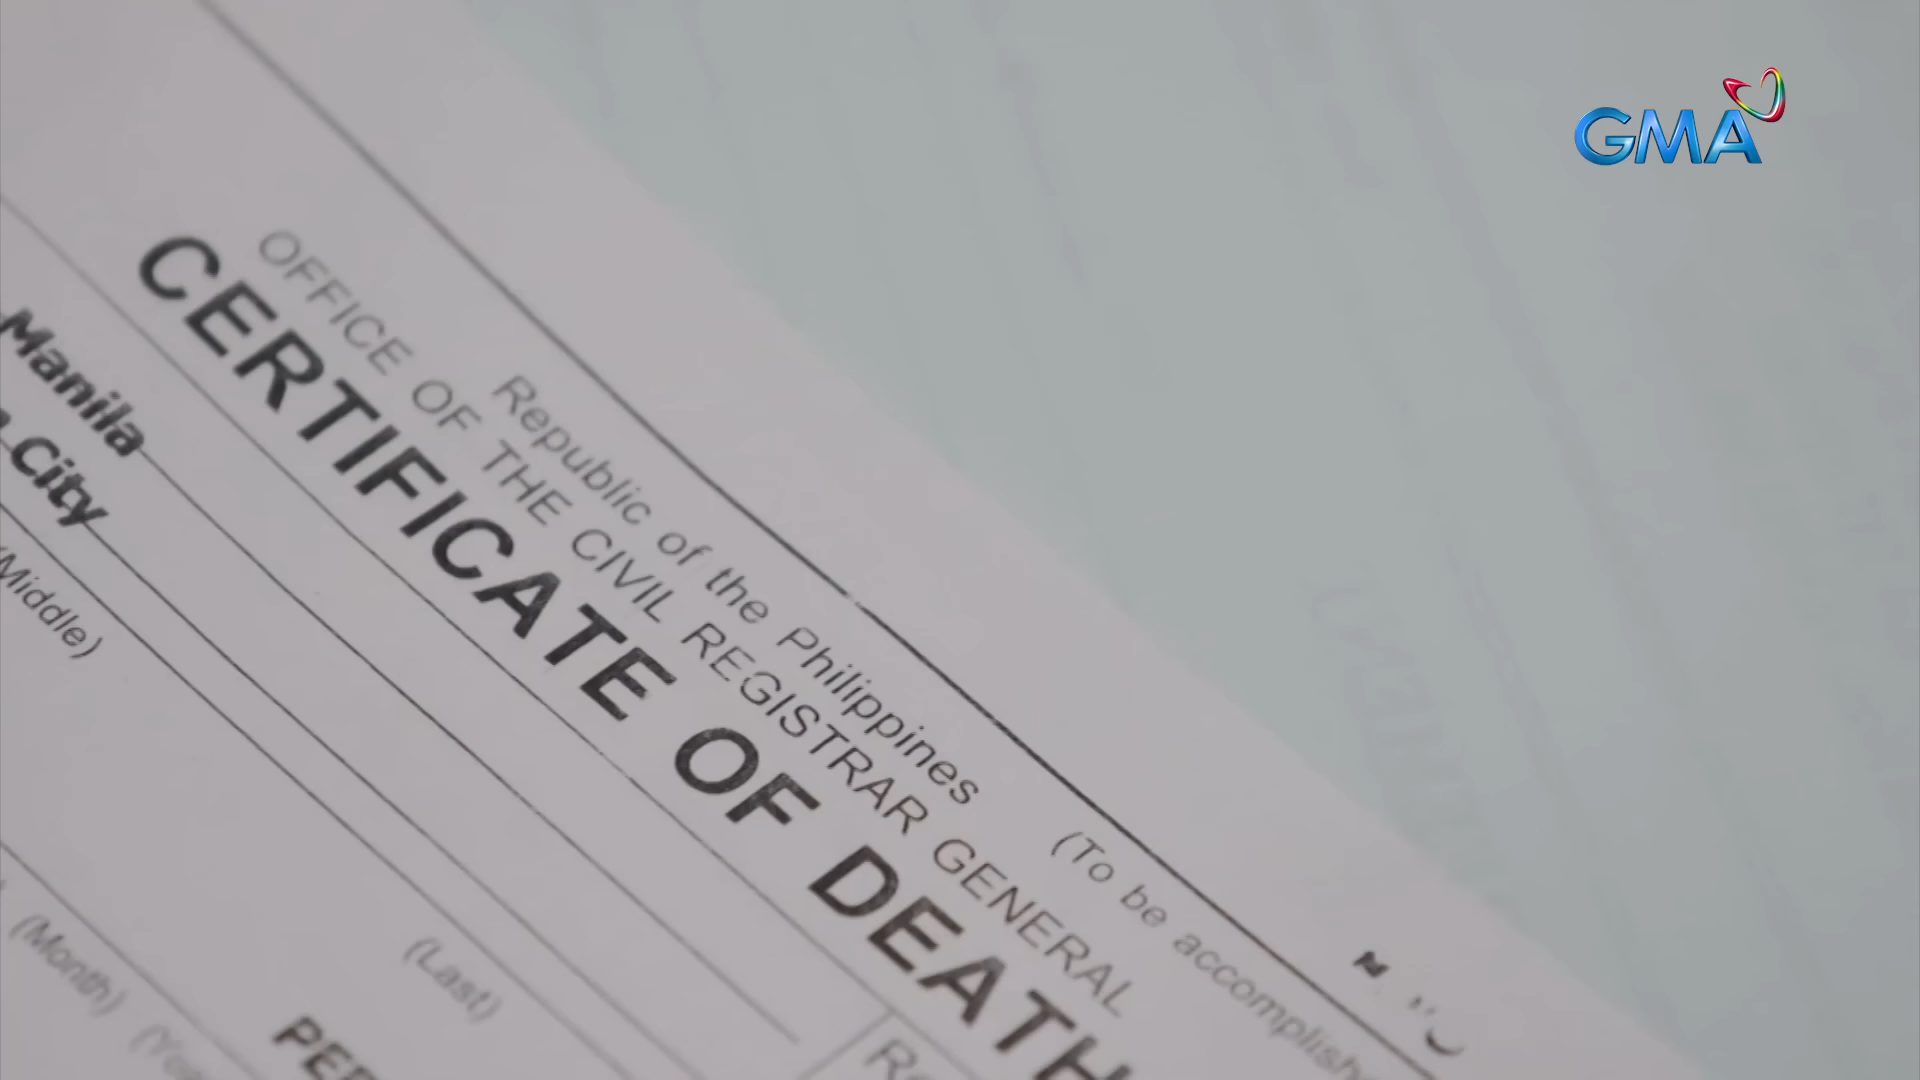 GMA
(To be accomplish
Republic of the Philippines
OFFICE OF THE CIVIL REGISTRAR GENERAL
CERTIFICATE OF DEATH
Manila
City
(Middle)
(Last)
(Month)